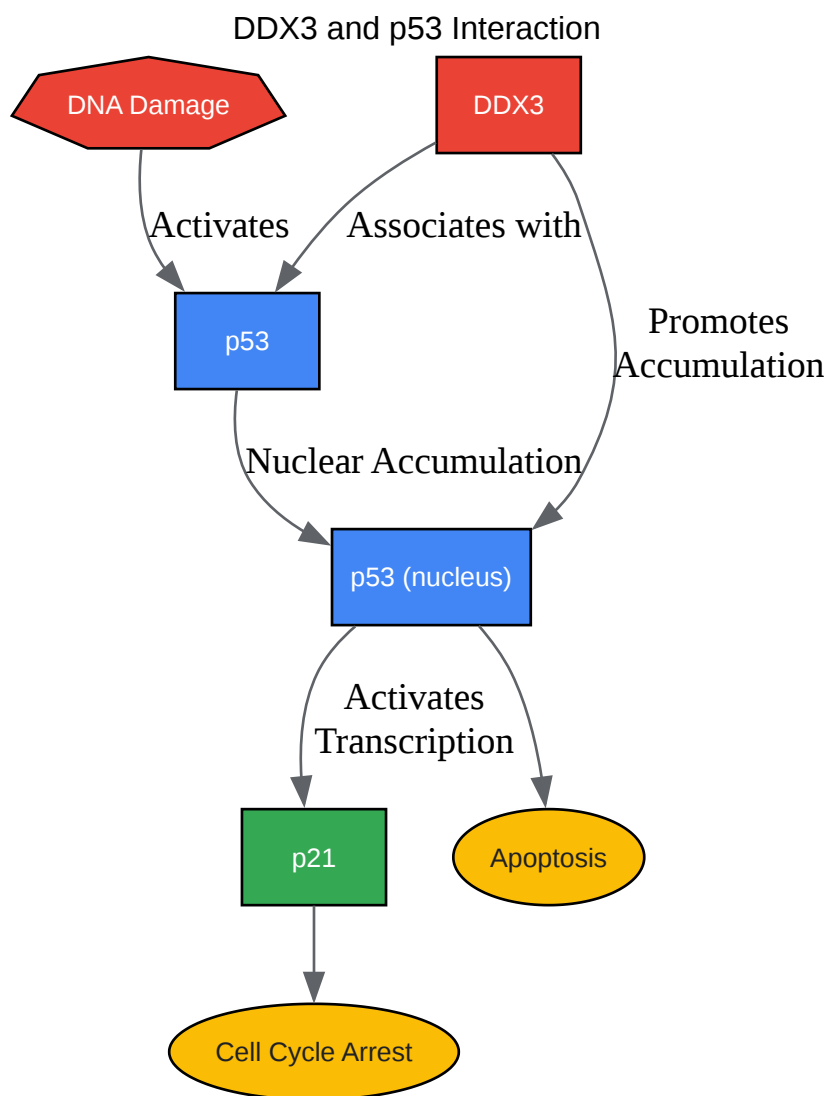 DDX3 and p53 Interaction
DNA Damage
DDX3
Activates
Associates with
p53
Promotes
Accumulation
Nuclear Accumulation
p53 (nucleus)
Activates
Transcription
p21
Apoptosis
Cell Cycle Arrest